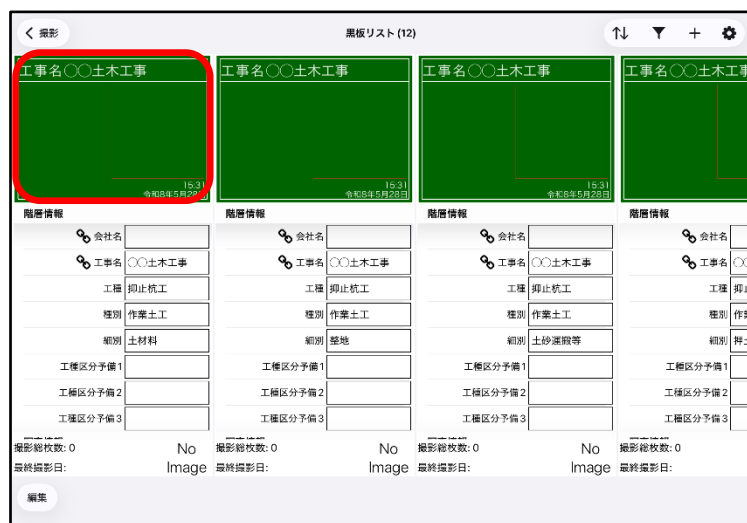 撮影
黒板リスト (12)
工事名○○土木工事
15:31
令和8年5月28日
階層情報
会社名
工事名 ○○土木工事
工種 抑止杭工
種別 作業土工
細別 土材料
工種区分予備1
工種区分予備2
工種区分予備3
撮影総枚数: 0
No Image
最終撮影日:
工事名○○土木工事
15:31
令和8年5月28日
階層情報
会社名
工事名 ○○土木工事
工種 抑止杭工
種別 作業土工
細別 整地
工種区分予備1
工種区分予備2
工種区分予備3
撮影総枚数: 0
No Image
最終撮影日:
工事名○○土木工事
15:31
令和8年5月28日
階層情報
会社名
工事名 ○○土木工事
工種 抑止杭工
種別 作業土工
細別 土砂運搬等
工種区分予備1
工種区分予備2
工種区分予備3
撮影総枚数: 0
No Image
最終撮影日:
工事名○○土木工事
階層情報
会社名
工事名
工種
種別
細別
工種区分予備1
工種区分予備2
工種区分予備3
撮影総枚数: 0
最終撮影日:
編集